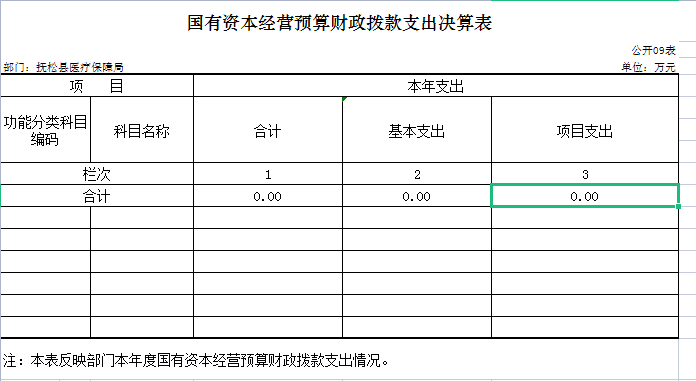 国有资本经营预算财政拨款支出决算表
公开09表
部门：抚松县医疗保障局 单位：万元
项 目 本年支出
功能分类科目编码 科目名称 合计 基本支出 项目支出
栏次 1 2 3
合计 0.00 0.00 0.00
注：本表反映部门本年度国有资本经营预算财政拨款支出情况。